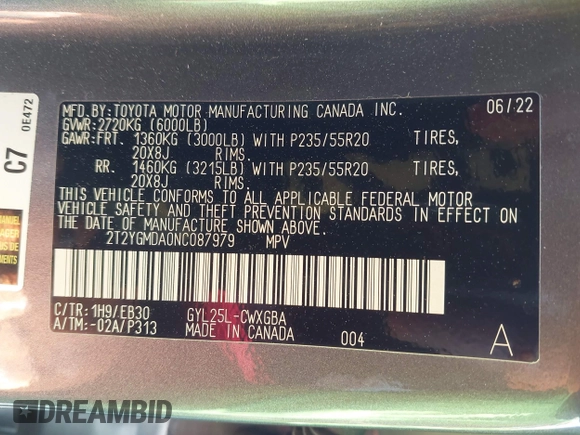 MFD.BY:TOYOTA MOTOR MANUFACTURING CANADA INC. 06/22
GVWR:2720KG (6000LB)
GAWR:FRT. 1360KG (3000LB) WITH P235/55R20 TIRES,
20X8J RIMS.
RR. 1460KG (3215LB) WITH P235/55R20 TIRES,
20X8J RIMS.
THIS VEHICLE CONFORMS TO ALL APPLICABLE FEDERAL MOTOR
VEHICLE SAFETY AND THEFT PREVENTION STANDARDS IN EFFECT ON
THE DATE OF MANUFACTURE SHOWN ABOVE.
2T2YGMDA0NC087979 MPV
C/TR:1H9/EB30 GYL25L-CWXGBA
A/TM:-02A/P313 MADE IN CANADA 004 A
C7
0E472
MANUEL
DREAMBID